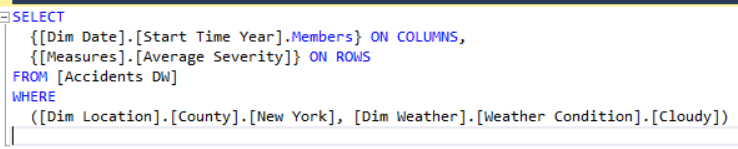 SELECT
{[Dim Date].[Start Time Year].Members} ON COLUMNS,
{[Measures].[Average Severity]} ON ROWS
FROM [Accidents DW]
WHERE
([Dim Location].[County].[New York], [Dim Weather].[Weather Condition].[Cloudy])